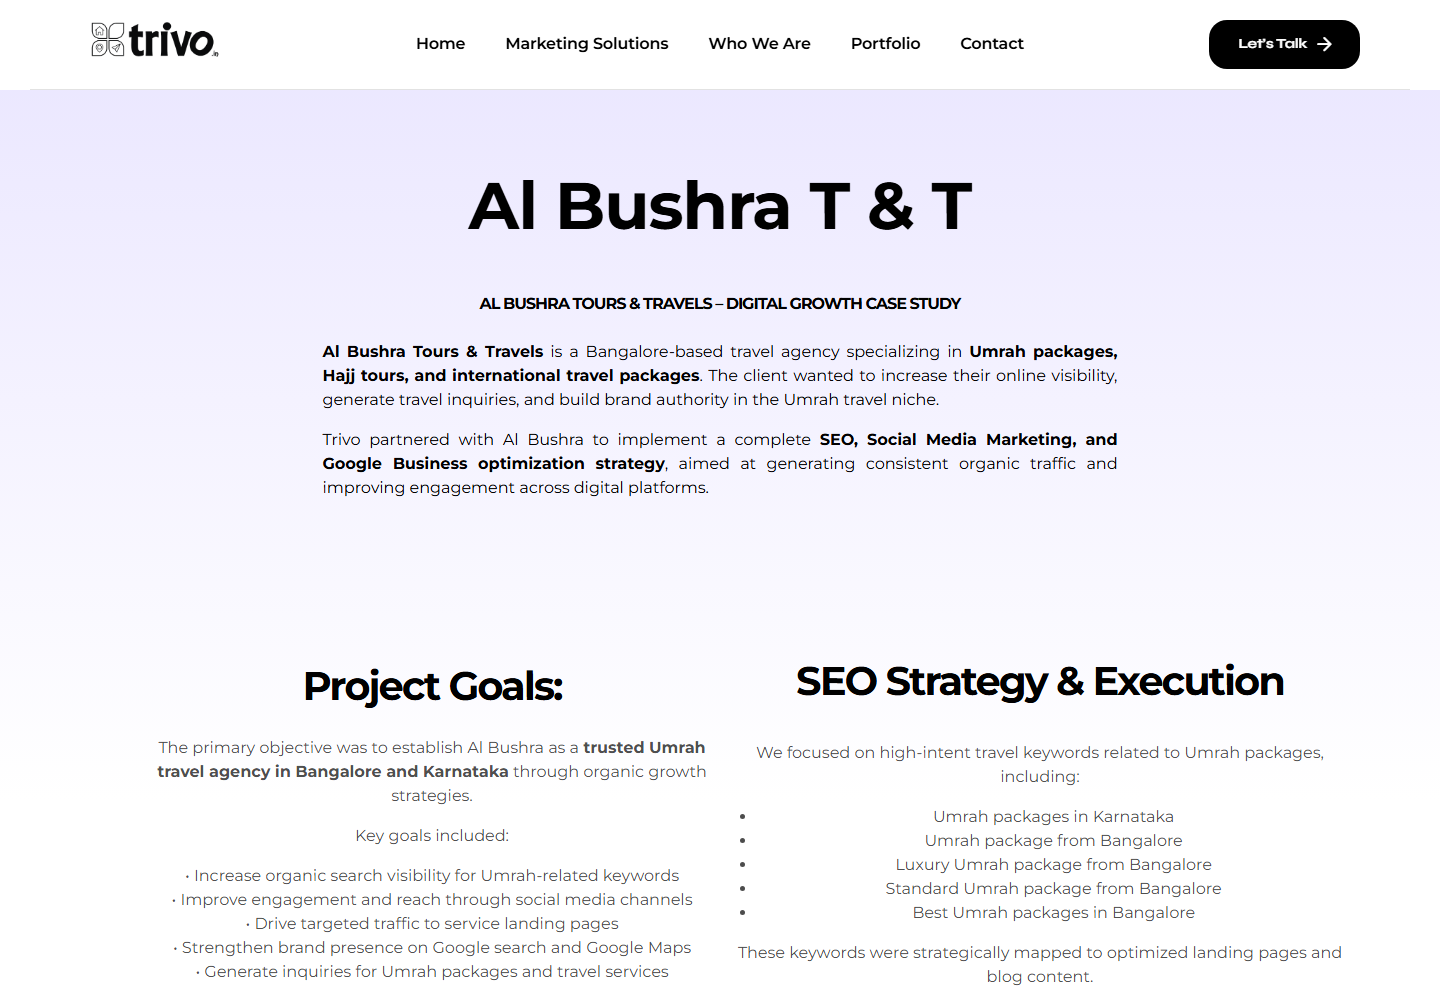 trivo.in
Home
Marketing Solutions
Who We Are
Portfolio
Contact
Let's Talk
Al Bushra T & T
AL BUSHRA TOURS & TRAVELS – DIGITAL GROWTH CASE STUDY
Al Bushra Tours & Travels is a Bangalore-based travel agency specializing in Umrah packages,
Hajj tours, and international travel packages. The client wanted to increase their online visibility,
generate travel inquiries, and build brand authority in the Umrah travel niche.
Trivo partnered with Al Bushra to implement a complete SEO, Social Media Marketing, and
Google Business optimization strategy, aimed at generating consistent organic traffic and
improving engagement across digital platforms.
Project Goals:
The primary objective was to establish Al Bushra as a trusted Umrah
travel agency in Bangalore and Karnataka through organic growth
strategies.
Key goals included:
• Increase organic search visibility for Umrah-related keywords
• Improve engagement and reach through social media channels
• Drive targeted traffic to service landing pages
• Strengthen brand presence on Google search and Google Maps
• Generate inquiries for Umrah packages and travel services
SEO Strategy & Execution
We focused on high-intent travel keywords related to Umrah packages,
including:
• Umrah packages in Karnataka
• Umrah package from Bangalore
• Luxury Umrah package from Bangalore
• Standard Umrah package from Bangalore
• Best Umrah packages in Bangalore
These keywords were strategically mapped to optimized landing pages and
blog content.